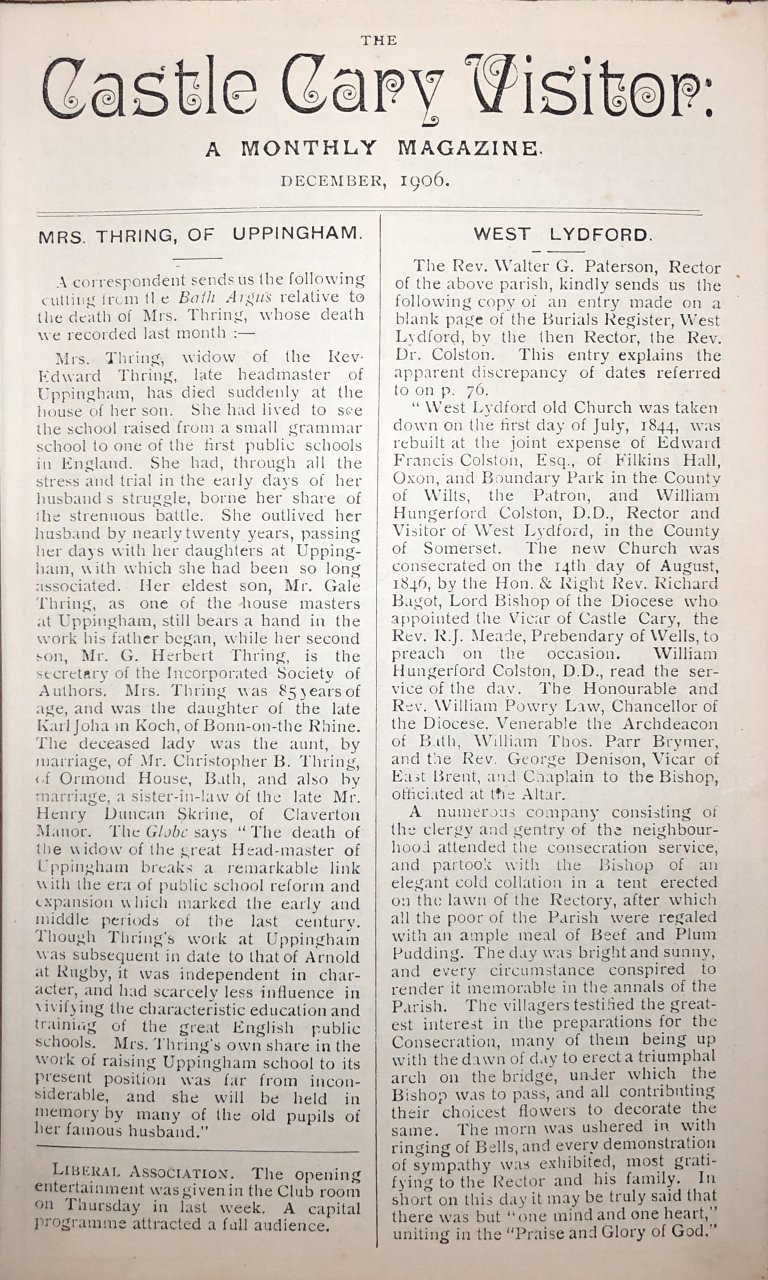 THE
Castle Cary Visitor:
A MONTHLY MAGAZINE.
DECEMBER, 1906.
MRS. THRING, OF UPPINGHAM.
A correspondent sends us the following
cutting from the Bath Argus relative to
the death of Mrs. Thring, whose death
we recorded last month :—
Mrs. Thring, widow of the Rev.
Edward Thring, late headmaster of
Uppingham, has died suddenly at the
house of her son. She had lived to see
the school raised from a small grammar
school to one of the first public schools
in England. She had, through all the
stress and trial in the early days of her
husband s struggle, borne her share of
the strennous battle. She outlived her
husband by nearly twenty years, passing
her days with her daughters at Upping-
ham, with which she had been so long
associated. Her eldest son, Mr. Gale
Thring, as one of the house masters
at Uppingham, still bears a hand in the
work his father began, while her second
son, Mr. G. Herbert Thring, is the
secretary of the Incorporated Society of
Authors. Mrs. Thring was 85 years of
age, and was the daughter of the late
Karl Joha in Koch, of Bonn-on-the Rhine.
The deceased lady was the aunt, by
marriage, of Mr. Christopher B. Thring,
of Ormond House, Bath, and also by
marriage, a sister-in-law of the late Mr.
Henry Duncan Skrine, of Claverton
Manor. The Globe says “ The death of
the widow of the great Head-master of
Uppingham breaks a remarkable link
with the era of public school reform and
expansion which marked the early and
middle periods of the last century.
Though Thring's work at Uppingham
was subsequent in date to that of Arnold
at Rugby, it was independent in char-
acter, and had scarcely less influence in
vivifying the characteristic education and
training of the great English public
schools. Mrs. Thring's own share in the
work of raising Uppingham school to its
present position was far from incon-
siderable, and she will be held in
memory by many of the old pupils of
her famous husband.”
LIBERAL ASSOCIATION. The opening
entertainment was given in the Club room
on Thursday in last week. A capital
programme attracted a full audience.
WEST LYDFORD.
The Rev. Walter G. Paterson, Rector
of the above parish, kindly sends us the
following copy of an entry made on a
blank page of the Burials Register, West
Lydford, by the then Rector, the Rev.
Dr. Colston. This entry explains the
apparent discrepancy of dates referred
to on p. 76.
“ West Lydford old Church was taken
down on the first day of July, 1844, was
rebuilt at the joint expense of Edward
Francis Colston, Esq., of Filkins Hall,
Oxon, and Boundary Park in the County
of Wilts, the Patron, and William
Hungerford Colston, D.D., Rector and
Visitor of West Lydford, in the County
of Somerset. The new Church was
consecrated on the 14th day of August,
1846, by the Hon. & Right Rev. Richard
Bagot, Lord Bishop of the Diocese who
appointed the Vicar of Castle Cary, the
Rev. R.J. Meade, Prebendary of Wells, to
preach on the occasion. William
Hungerford Colston, D.D., read the ser-
vice of the day. The Honourable and
Rev. William Powry Law, Chancellor of
the Diocese, Venerable the Archdeacon
of Bath, William Thos. Parr Brymer,
and the Rev. George Denison, Vicar of
East Brent, and Chaplain to the Bishop,
officiated at the Altar.
A numerous company consisting of
the clergy and gentry of the neighbour-
hood attended the consecration service,
and partook with the Bishop of an
elegant cold collation in a tent erected
on the lawn of the Rectory, after which
all the poor of the Parish were regaled
with an ample meal of Beef and Plum
Pudding. The day was bright and sunny,
and every circumstance conspired to
render it memorable in the annals of the
Parish. The villagers testified the great-
est interest in the preparations for the
Consecration, many of them being up
with the dawn of day to erect a triumphal
arch on the bridge, under which the
Bishop was to pass, and all contributing
their choicest flowers to decorate the
same. The morn was ushered in with
ringing of Bells, and every demonstration
of sympathy was exhibited, most grati-
fying to the Rector and his family. In
short on this day it may be truly said that
there was but “one mind and one heart,”
uniting in the “Praise and Glory of God.”